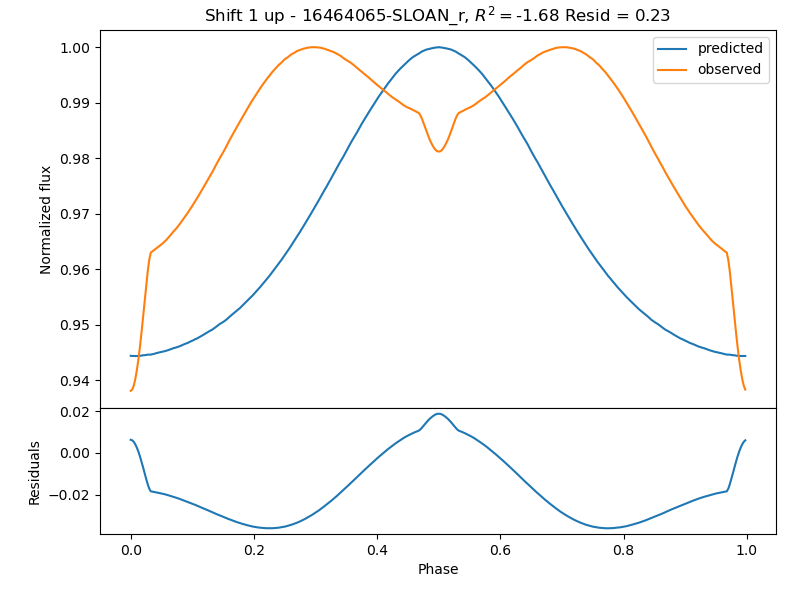 Shift 1 up - 16464065-SLOAN_r, R² = -1.68 Resid = 0.23
predicted
observed
Normalized flux
1.00
0.99
0.98
0.97
0.96
0.95
0.94
Residuals
0.02
0.00
−0.02
0.0 0.2 0.4 0.6 0.8 1.0
Phase